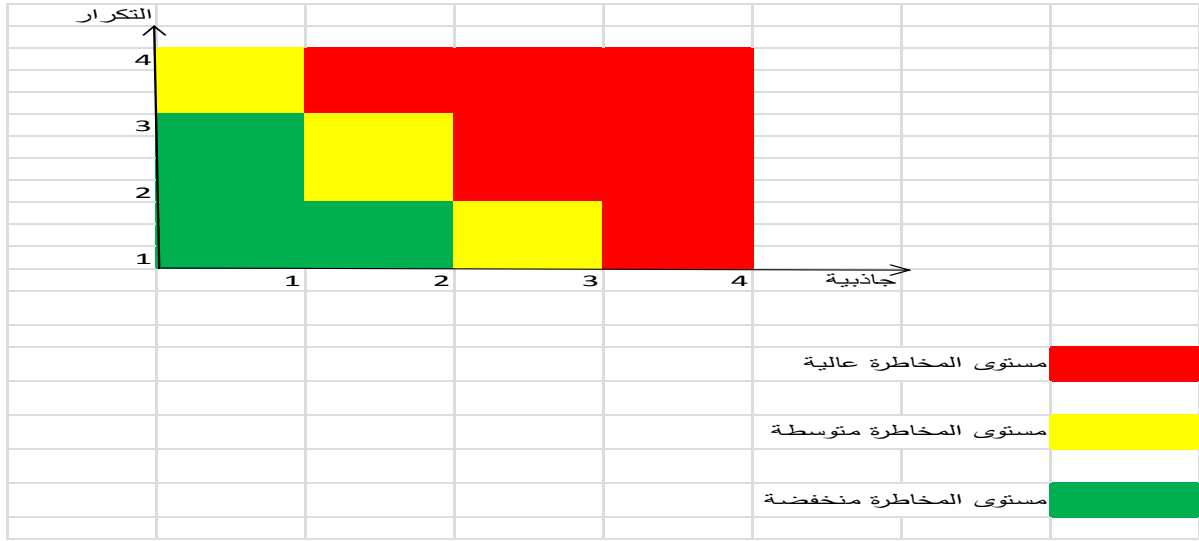 التكرار
4
3
2
1
1 2 3 4 جاذبية
مستوى المخاطرة عالية
مستوى المخاطرة متوسطة
مستوى المخاطرة منخفضة